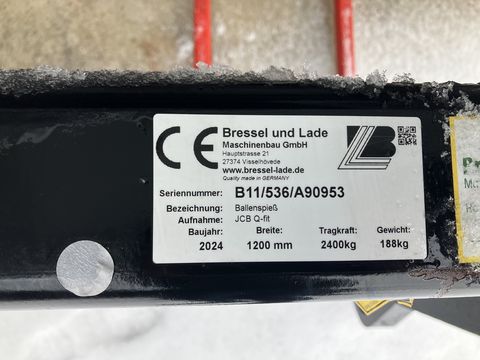 CE
Bressel und Lade
Maschinenbau GmbH
Hauptstrasse 21
27374 Visselhövede
www.bressel-lade.de
Quality made in GERMANY
Seriennummer: B11/536/A90953
Bezeichnung: Ballenspieß
Aufnahme: JCB Q-fit
Baujahr: Breite: Tragkraft: Gewicht:
2024 1200 mm 2400kg 188kg